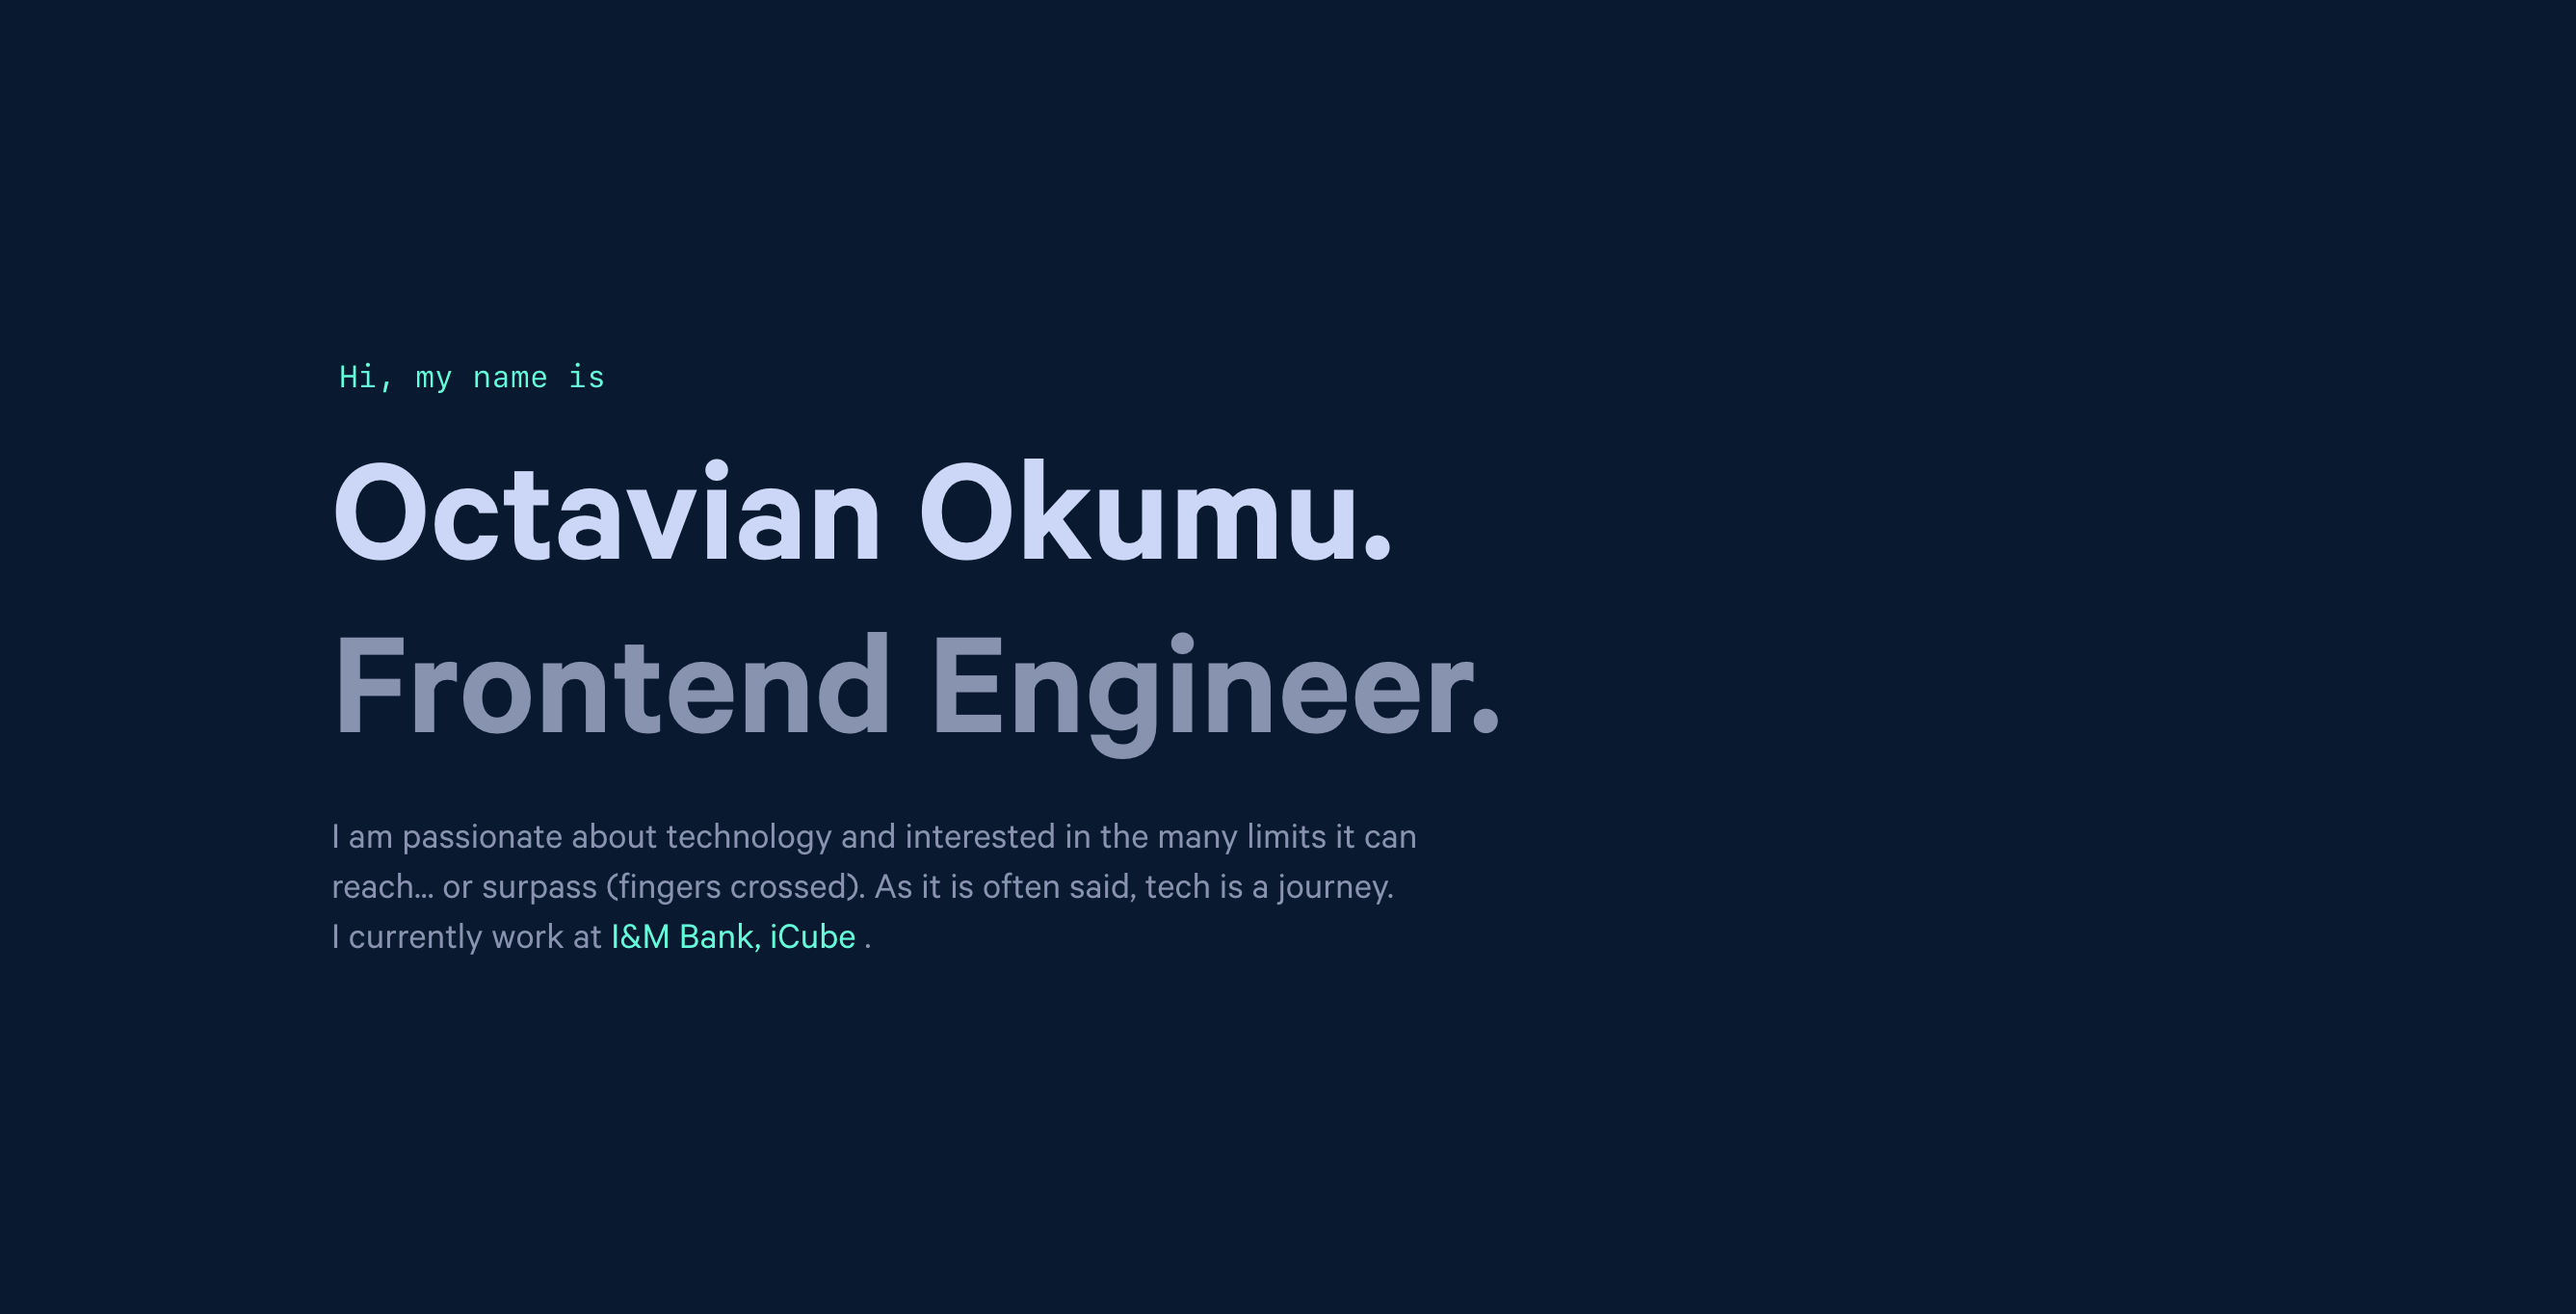 Hi, my name is
Octavian Okumu.
Frontend Engineer.
I am passionate about technology and interested in the many limits it can
reach... or surpass (fingers crossed). As it is often said, tech is a journey.
I currently work at I&M Bank, iCube .